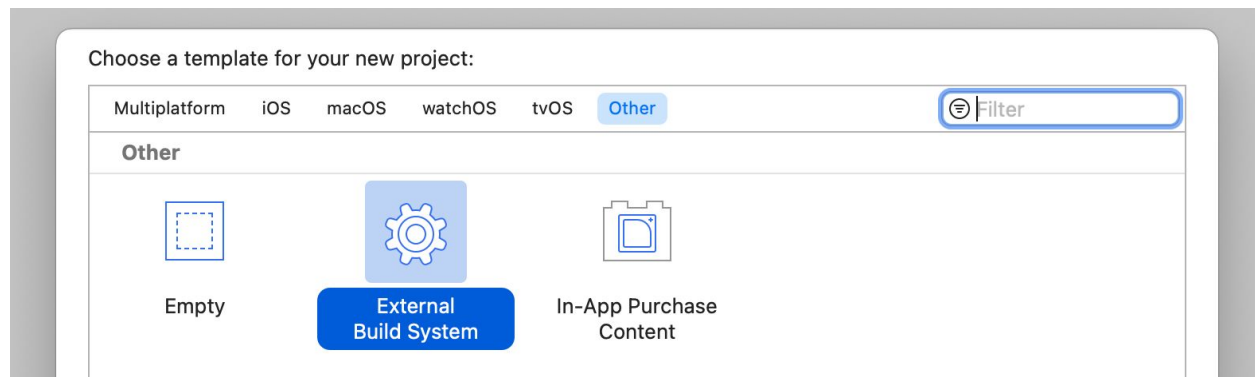 Choose a template for your new project:
Multiplatform iOS macOS watchOS tvOS Other Filter
Other
Empty External In-App Purchase
Build System Content